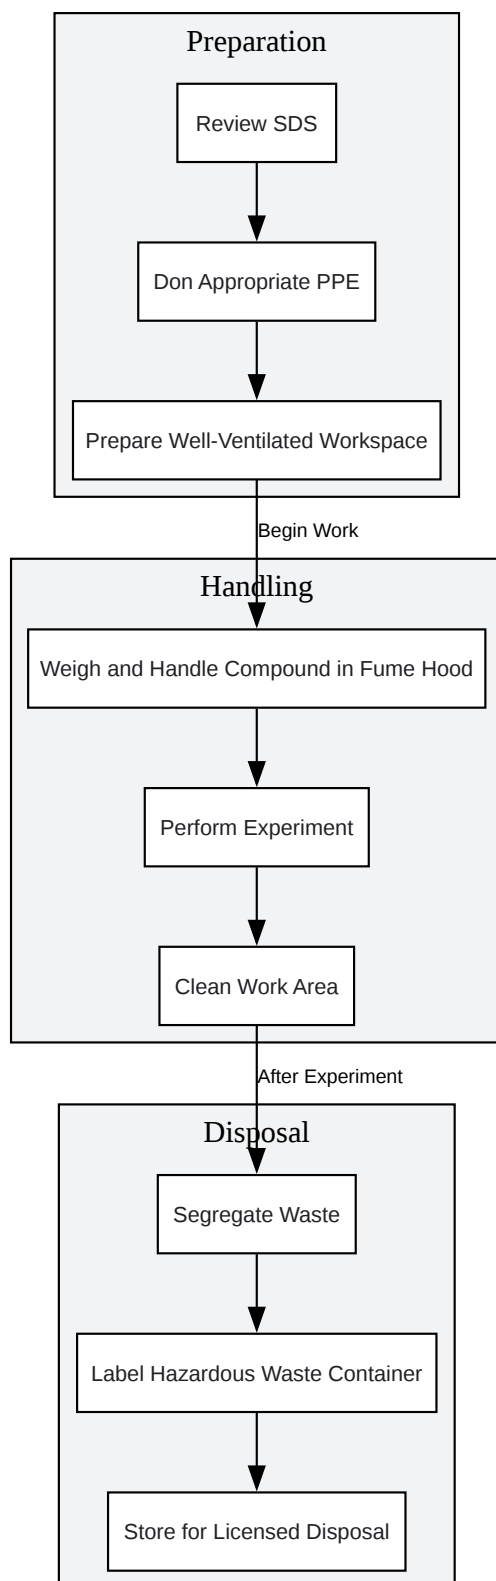 Preparation
Review SDS
Don Appropriate PPE
Prepare Well-Ventilated Workspace
Begin Work
Handling
Weigh and Handle Compound in Fume Hood
Perform Experiment
Clean Work Area
After Experiment
Disposal
Segregate Waste
Label Hazardous Waste Container
Store for Licensed Disposal